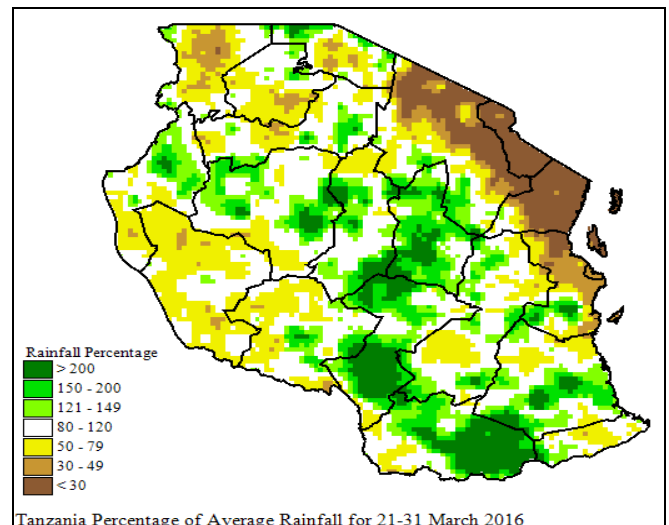 Rainfall Percentage
> 200
150 - 200
121 - 149
80 - 120
50 - 79
30 - 49
< 30
Tanzania Percentage of Average Rainfall for 21-31 March 2016